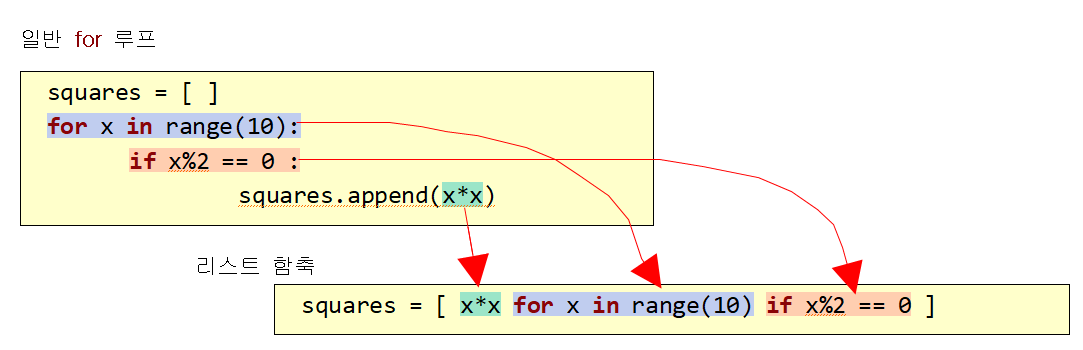 일반 for 루프
squares = [ ]
for x in range(10):
if x%2 == 0 :
squares.append(x*x)
리스트 함축
squares = [ x*x for x in range(10) if x%2 == 0 ]